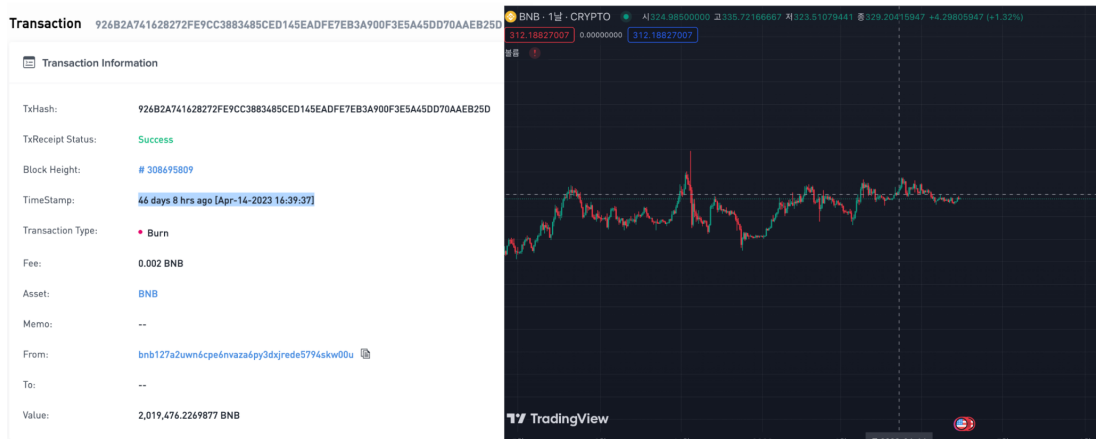 Transaction 926B2A741628272FE9CC3883485CED145EADFE7EB3A900F3E5A45DD70AAEB25D
Transaction Information
TxHash: 926B2A741628272FE9CC3883485CED145EADFE7EB3A900F3E5A45DD70AAEB25D
TxReceipt Status: Success
Block Height: # 308695809
TimeStamp: 46 days 8 hrs ago [Apr-14-2023 16:39:37]
Transaction Type: • Burn
Fee: 0.002 BNB
Asset: BNB
Memo: --
From: bnb127a2uwn6cpe6nvaza6py3dxjrede5794skw00u
To: --
Value: 2,019,476.2269877 BNB
BNB · 1날 · CRYPTO 시324.98500000 고335.72166667 저323.51079441 종329.20415947 +4.29805947 (+1.32%)
312.18827007 0.00000000 312.18827007
볼륨 !
TradingView